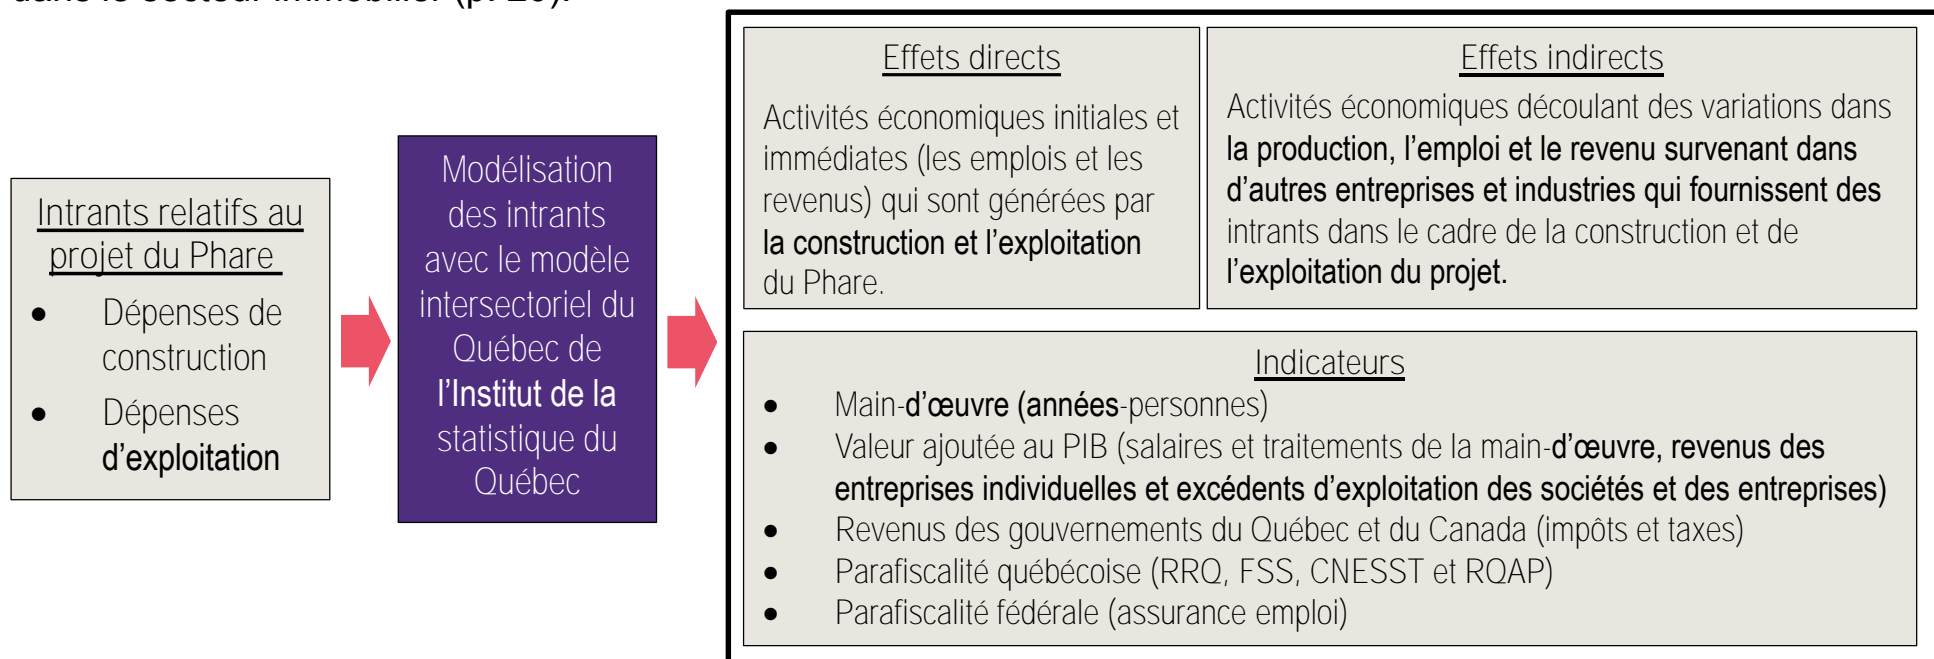 dans le secteur immobilier (p. 20).
Intrants relatifs au
projet du Phare
• Dépenses de
construction
• Dépenses
d’exploitation
Modélisation
des intrants
avec le modèle
intersectoriel du
Québec de
l’Institut de la
statistique du
Québec
Effets directs
Activités économiques initiales et
immédiates (les emplois et les
revenus) qui sont générées par
la construction et l’exploitation
du Phare.
Effets indirects
Activités économiques découlant des variations dans
la production, l’emploi et le revenu survenant dans
d’autres entreprises et industries qui fournissent des
intrants dans le cadre de la construction et de
l’exploitation du projet.
Indicateurs
• Main-d’œuvre (années-personnes)
• Valeur ajoutée au PIB (salaires et traitements de la main-d’œuvre, revenus des
entreprises individuelles et excédents d’exploitation des sociétés et des entreprises)
• Revenus des gouvernements du Québec et du Canada (impôts et taxes)
• Parafiscalité québécoise (RRQ, FSS, CNESST et RQAP)
• Parafiscalité fédérale (assurance emploi)